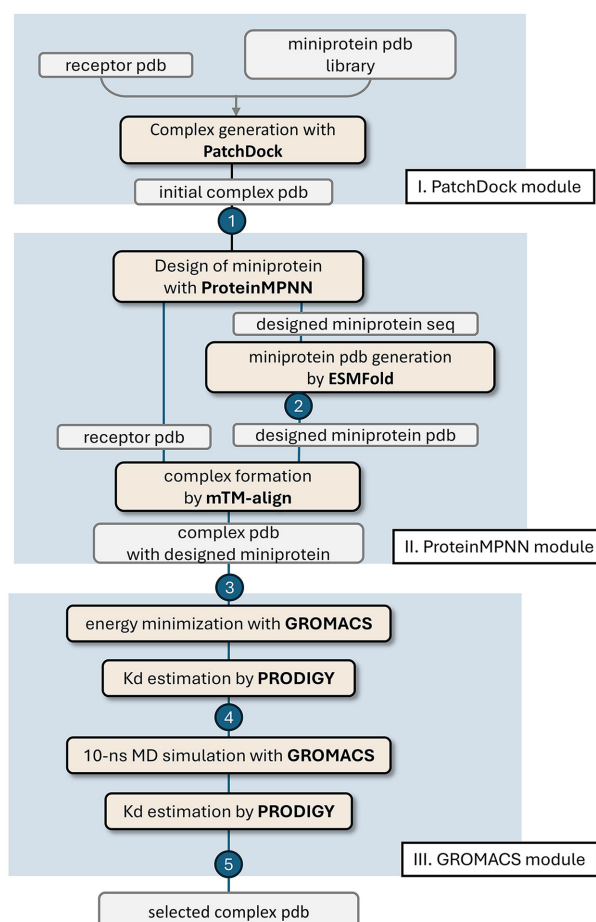 miniprotein pdb
library
receptor pdb
Complex generation with
PatchDock
I. PatchDock module
initial complex pdb
1
Design of miniprotein
with ProteinMPNN
designed miniprotein seq
miniprotein pdb generation
by ESMFold
2
receptor pdb
designed miniprotein pdb
complex formation
by mTM-align
complex pdb
with designed miniprotein
II. ProteinMPNN module
3
energy minimization with GROMACS
Kd estimation by PRODIGY
4
10-ns MD simulation with GROMACS
Kd estimation by PRODIGY
III. GROMACS module
5
selected complex pdb